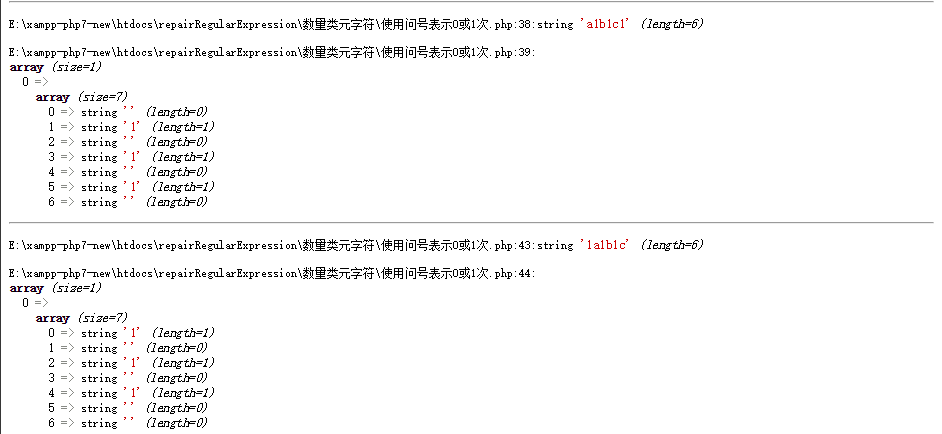 E:\xampp-php7-new\htdocs\repairRegularExpression\数量类元字符\使用问号表示0或1次.php:38:string 'a1b1c1' (length=6)
E:\xampp-php7-new\htdocs\repairRegularExpression\数量类元字符\使用问号表示0或1次.php:39:
array (size=1)
0 =>
array (size=7)
0 => string '' (length=0)
1 => string '1' (length=1)
2 => string '' (length=0)
3 => string '1' (length=1)
4 => string '' (length=0)
5 => string '1' (length=1)
6 => string '' (length=0)
E:\xampp-php7-new\htdocs\repairRegularExpression\数量类元字符\使用问号表示0或1次.php:43:string '1a1b1c' (length=6)
E:\xampp-php7-new\htdocs\repairRegularExpression\数量类元字符\使用问号表示0或1次.php:44:
array (size=1)
0 =>
array (size=7)
0 => string '1' (length=1)
1 => string '' (length=0)
2 => string '1' (length=1)
3 => string '' (length=0)
4 => string '1' (length=1)
5 => string '' (length=0)
6 => string '' (length=0)